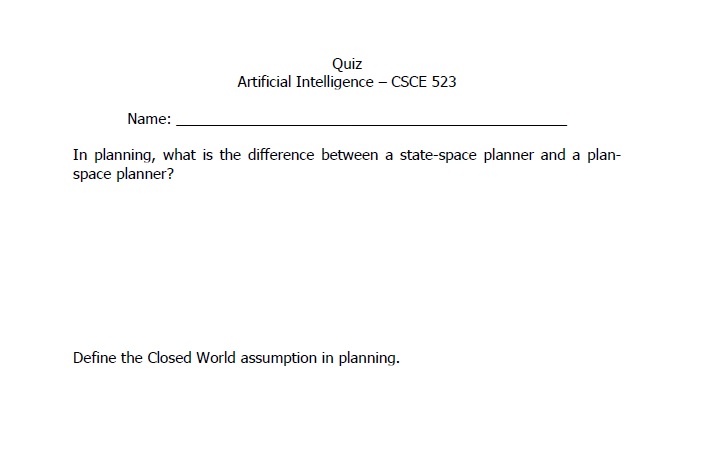 Quiz
Artificial Intelligence – CSCE 523
Name: ______________________________________________
In planning, what is the difference between a state-space planner and a plan-
space planner?
Define the Closed World assumption in planning.